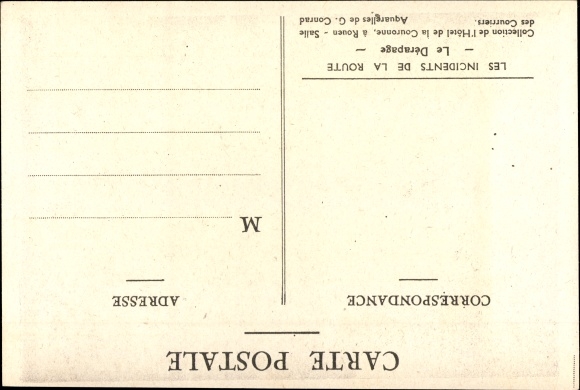 CARTE POSTALE
CORRESPONDANCE
ADRESSE
M
LES INCIDENTS DE LA ROUTE
— Le Dérapage —
Collection de l'Hôtel de la Couronne, à Rouen - Salle
des Courriers. Aquarelles de G. Conrad